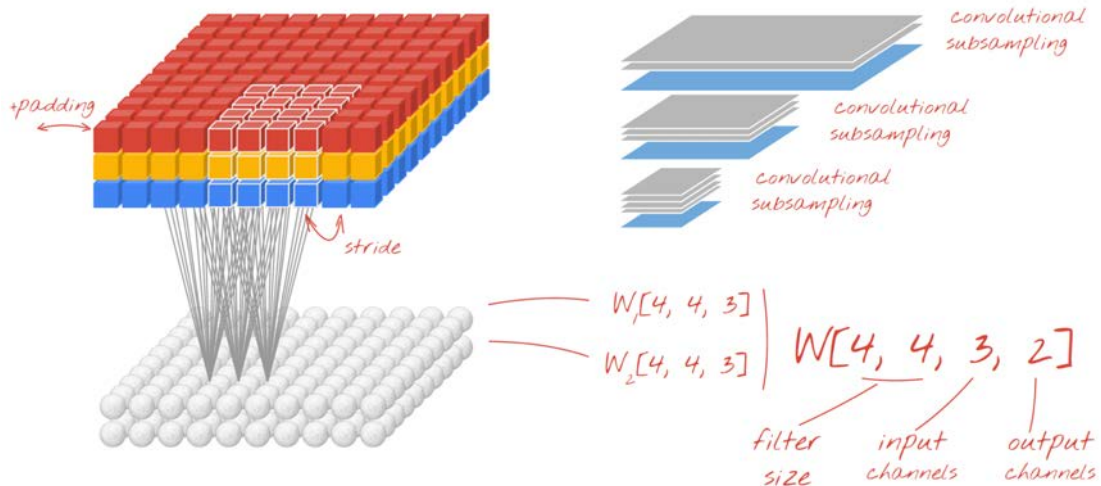 +padding
stride
convolutional
subsampling
convolutional
subsampling
convolutional
subsampling
W₁[4, 4, 3]
W₂[4, 4, 3]
W[4, 4, 3, 2]
filter
size
input
channels
output
channels